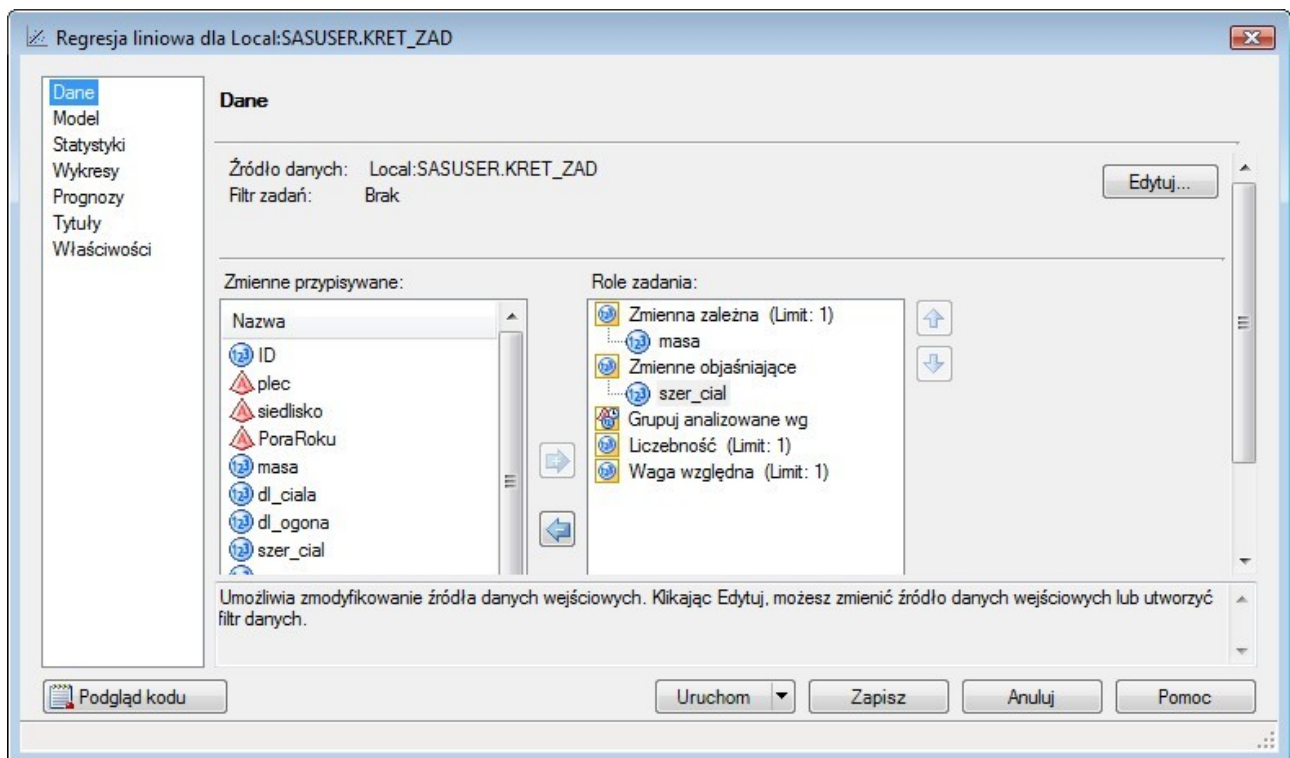 Regresja liniowa dla Local:SASUSER.KRET_ZAD
Dane
Model
Statystyki
Wykresy
Prognozy
Tytuły
Właściwości
Dane
Źródło danych: Local:SASUSER.KRET_ZAD
Filtr zadań: Brak
Edytuj...
Zmienne przypisywane:
Nazwa
ID
plec
siedlisko
PoraRoku
masa
dl_ciala
dl_ogona
szer_cial
Role zadania:
Zmienna zależna (Limit: 1)
masa
Zmienne objaśniające
szer_cial
Grupuj analizowane wg
Liczebność (Limit: 1)
Waga względna (Limit: 1)
Umożliwia zmodyfikowanie źródła danych wejściowych. Klikając Edytuj, możesz zmienić źródło danych wejściowych lub utworzyć
filtr danych.
Podgląd kodu
Uruchom
Zapisz
Anuluj
Pomoc